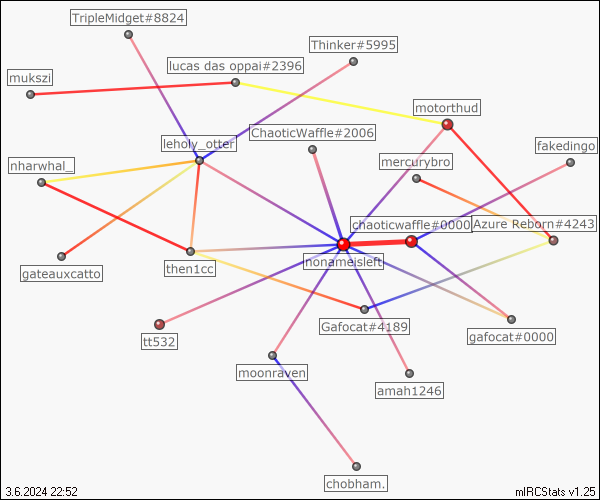 TripleMidget#8824
Thinker#5995
lucas das oppai#2396
mukszi
motorthud
ChaoticWaffle#2006
leholy_otter
fakedingo
mercurybro
nharwhal_
chaoticwaffle#0000
Azure Reborn#4243
nonameisleft
then1cc
gateauxcatto
Gafocat#4189
gafocat#0000
tt532
moonraven
amah1246
chobham.
3.6.2024 22:52
mIRCStats v1.25